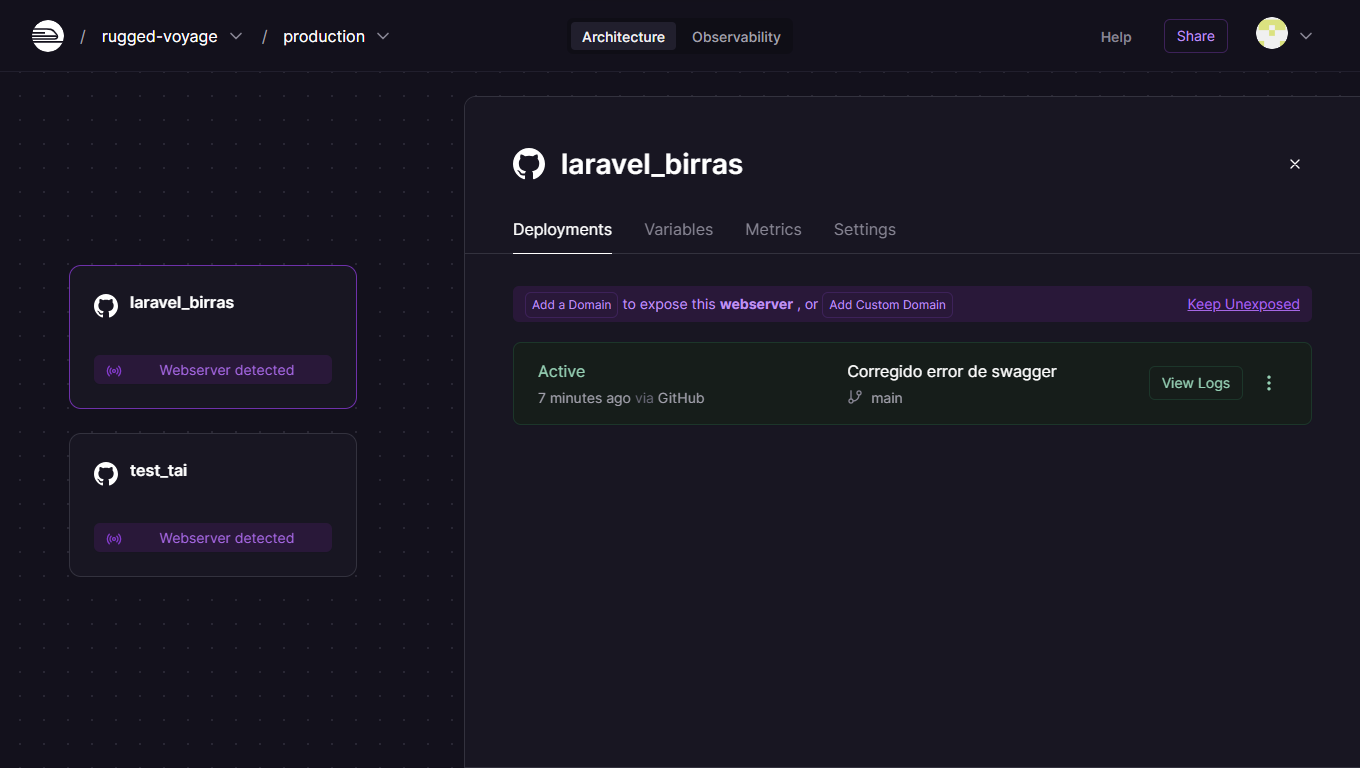 / rugged-voyage / production
Architecture Observability
Help Share
laravel_birras
Webserver detected
test_tai
Webserver detected
laravel_birras
Deployments Variables Metrics Settings
Add a Domain to expose this webserver , or Add Custom Domain Keep Unexposed
Active
7 minutes ago via GitHub
Corregido error de swagger
main
View Logs